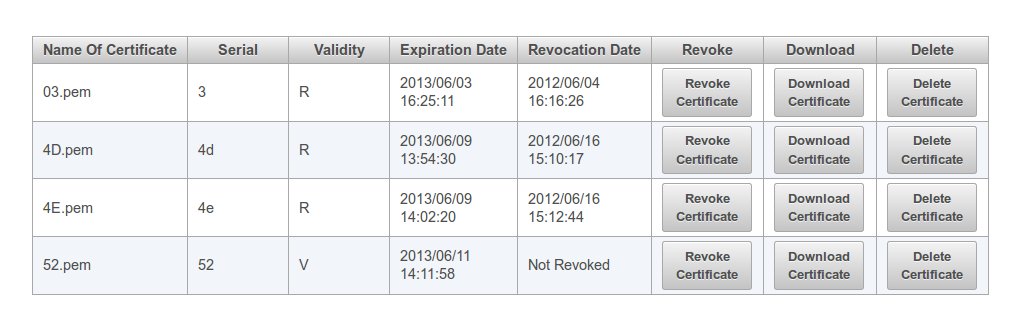 Name Of Certificate Serial Validity Expiration Date Revocation Date Revoke Download Delete
03.pem 3 R 2013/06/03 16:25:11 2012/06/04 16:16:26 Revoke Certificate Download Certificate Delete Certificate
4D.pem 4d R 2013/06/09 13:54:30 2012/06/16 15:10:17 Revoke Certificate Download Certificate Delete Certificate
4E.pem 4e R 2013/06/09 14:02:20 2012/06/16 15:12:44 Revoke Certificate Download Certificate Delete Certificate
52.pem 52 V 2013/06/11 14:11:58 Not Revoked Revoke Certificate Download Certificate Delete Certificate